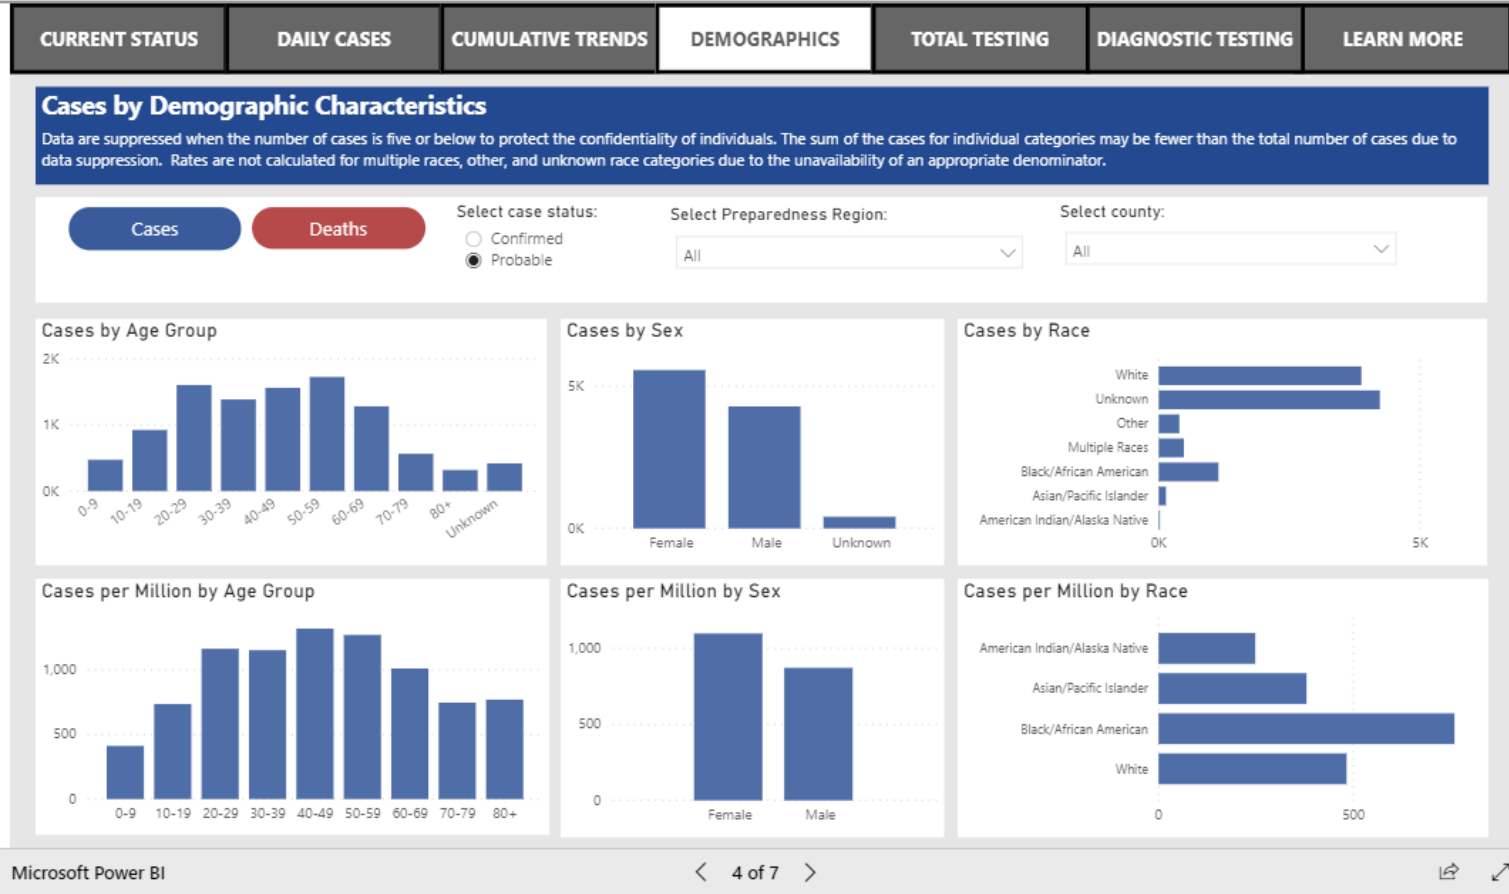 CURRENT STATUS
DAILY CASES
CUMULATIVE TRENDS
DEMOGRAPHICS
TOTAL TESTING
DIAGNOSTIC TESTING
LEARN MORE
Cases by Demographic Characteristics
Data are suppressed when the number of cases is five or below to protect the confidentiality of individuals. The sum of the cases for individual categories may be fewer than the total number of cases due to
data suppression. Rates are not calculated for multiple races, other, and unknown race categories due to the unavailability of an appropriate denominator.
Cases
Deaths
Select case status:
Confirmed
Probable
Select Preparedness Region:
All
Select county:
All
Cases by Age Group
2K
1K
0K
0-9
10-19
20-29
30-39
40-49
50-59
60-69
70-79
80+
Unknown
Cases by Sex
5K
0K
Female
Male
Unknown
Cases by Race
White
Unknown
Other
Multiple Races
Black/African American
Asian/Pacific Islander
American Indian/Alaska Native
0K
5K
Cases per Million by Age Group
1,000
500
0
0-9
10-19
20-29
30-39
40-49
50-59
60-69
70-79
80+
Cases per Million by Sex
1,000
500
0
Female
Male
Cases per Million by Race
American Indian/Alaska Native
Asian/Pacific Islander
Black/African American
White
0
500
Microsoft Power BI
4 of 7